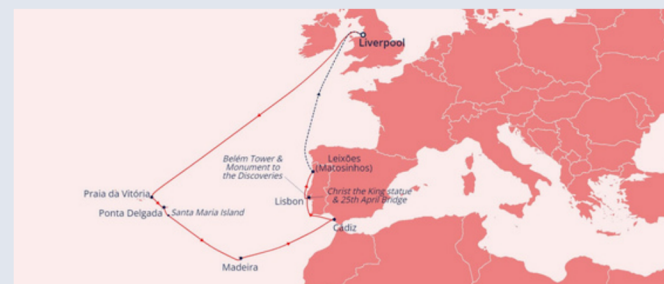 Liverpool
Belém Tower &
Monument to
the Discoveries
Leixões
(Matosinhos)
Christ the King statue
& 25th April Bridge
Lisbon
Praia da Vitória
Ponta Delgada
Santa Maria Island
Cadiz
Madeira